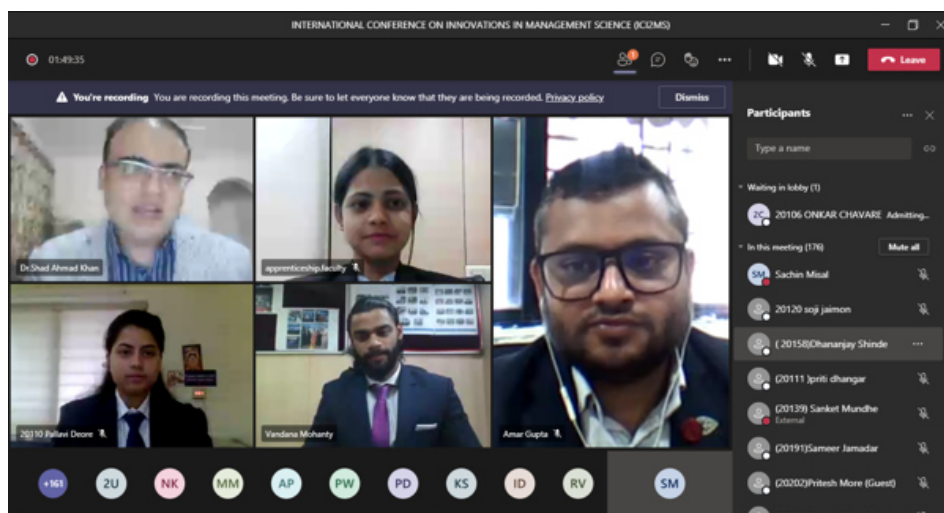 INTERNATIONAL CONFERENCE ON INNOVATIONS IN MANAGEMENT SCIENCE (ICI2MS)
01:49:35
5
Leave
You're recording You are recording this meeting. Be sure to let everyone know that they are being recorded. Privacy policy
Dismiss
Participants
Type a name
Waiting in lobby (1)
2C 20106 ONKAR CHAVARE Admitting...
In this meeting (176)
Mute all
SM Sachin Misal
20120 soji jaimon
( 20158)Dhananjay Shinde
(20111 )priti dhangar
(20139) Sanket Mundhe
External
(20191)Sameer Jamadar
(20202)Pritesh More (Guest)
Dr.Shad Ahmad Khan
apprenticeship.faculty
20110 Pallavi Deore
Vandana Mohanty
Amar Gupta
+161 2U NK MM AP PW PD KS ID RV SM